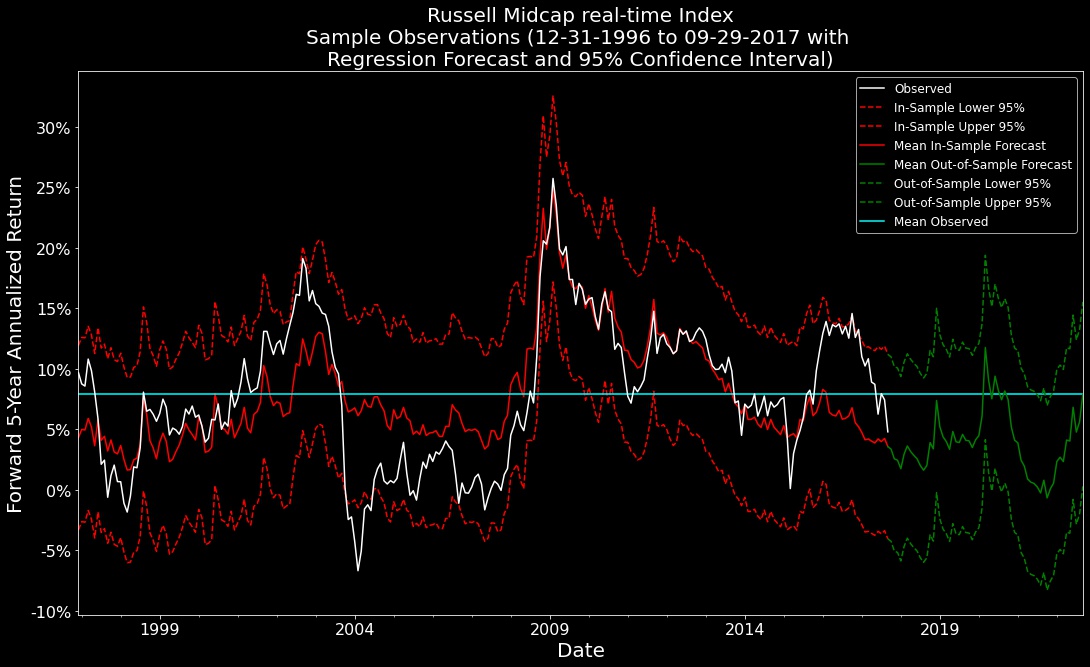 Russell Midcap real-time Index
Sample Observations (12-31-1996 to 09-29-2017 with
Regression Forecast and 95% Confidence Interval)
Observed
In-Sample Lower 95%
In-Sample Upper 95%
Mean In-Sample Forecast
Mean Out-of-Sample Forecast
Out-of-Sample Lower 95%
Out-of-Sample Upper 95%
Mean Observed
Forward 5-Year Annualized Return
30%
25%
20%
15%
10%
5%
0%
-5%
-10%
1999
2004
2009
2014
2019
Date